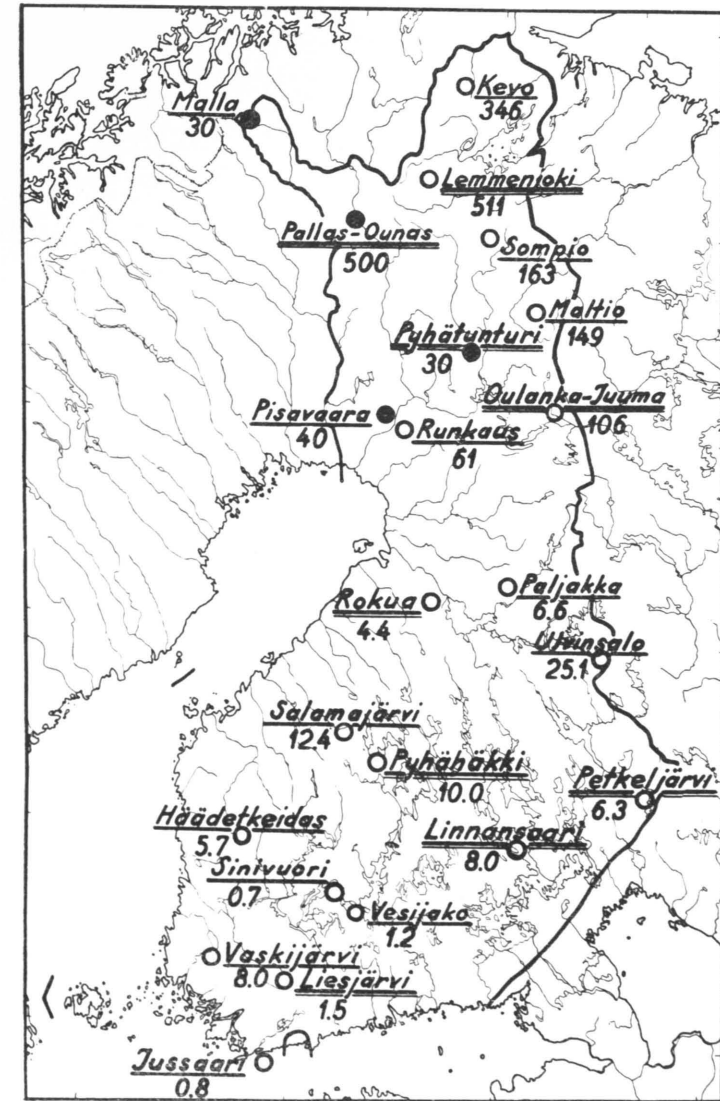 Kevo
346
Malla
30
Lemmenjoki
511
Pallas-Ounas
500
Sompio
163
Maltio
149
Pyhätunturi
30
Oulanka-Juuma
106
Pisavaara
40
Runkaus
61
Paljakka
6.6
Rokua
4.4
Ulvinsalo
25.1
Salamajärvi
12.4
Pyhähäkki
10.0
Petkeljärvi
6.3
Häädetkeidas
5.7
Linnansaari
8.0
Sinivuori
0.7
Vesijako
1.2
Vaskijärvi
8.0
Liesjärvi
1.5
Jussaari
0.8